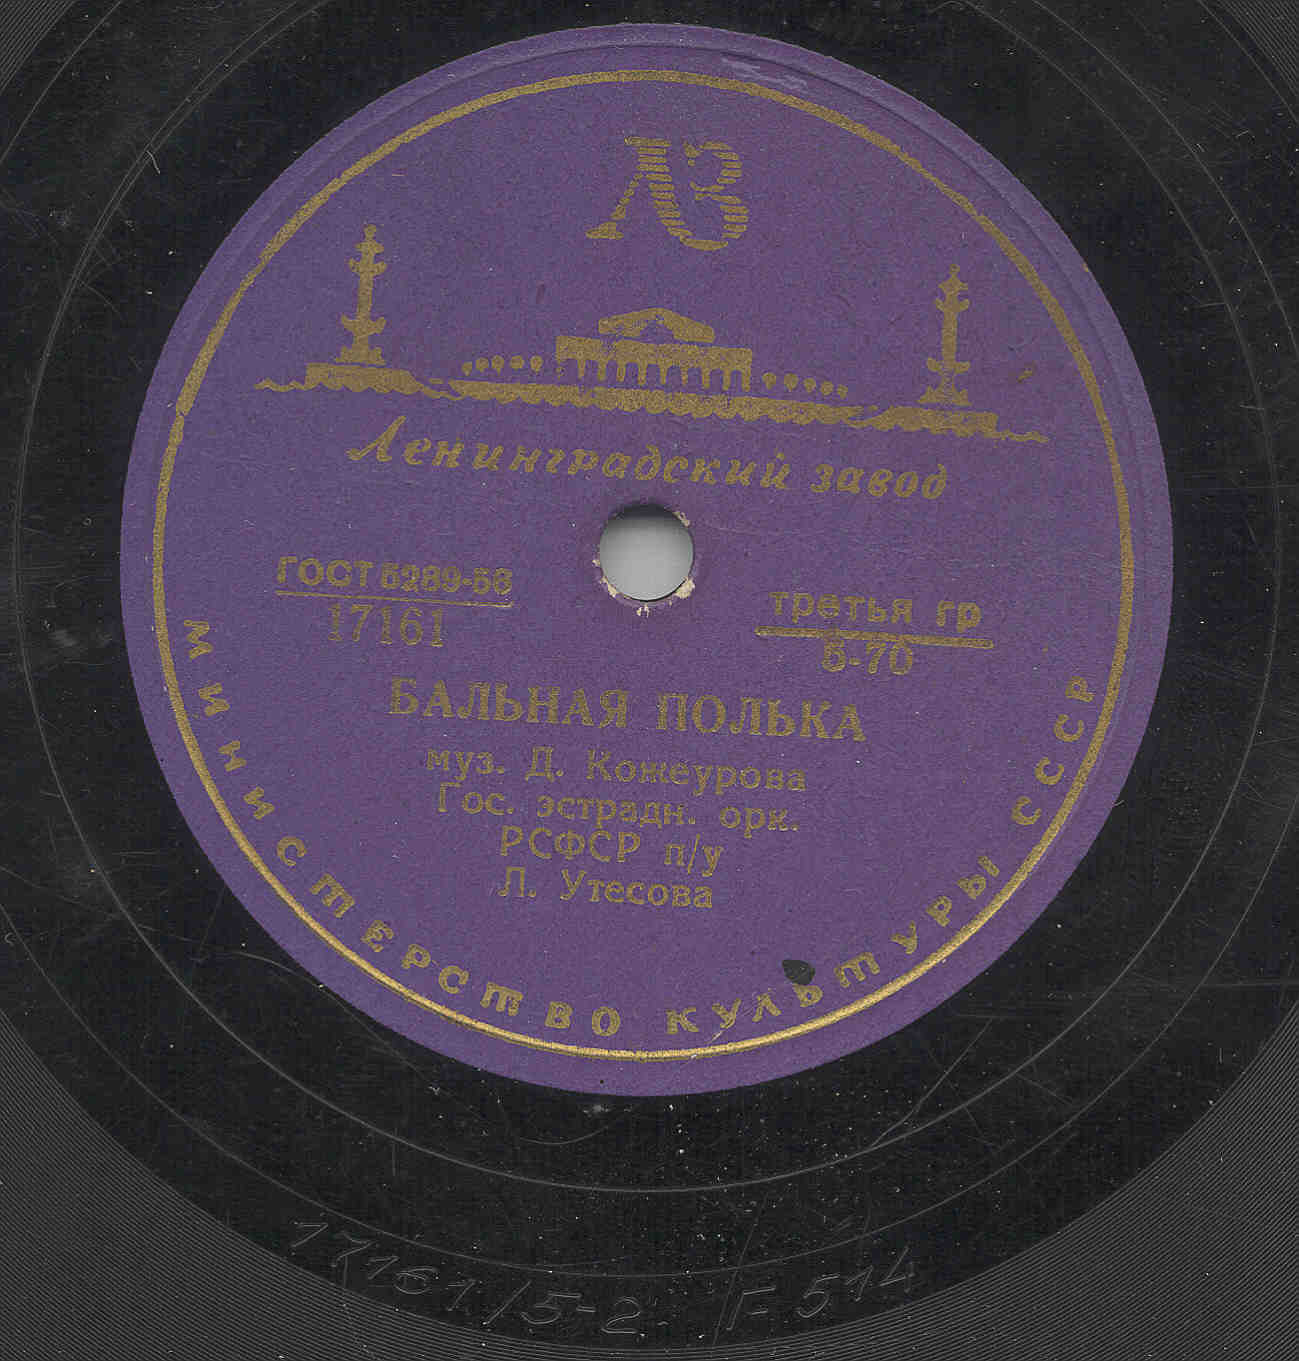 ЛЗ
Ленинградский завод
ГОСТ 5289-56
17161
третья гр
5-70
БАЛЬНАЯ ПОЛЬКА
муз. Д. Кожеурова
Гос. эстрадн. орк.
РСФСР п/у
Л. Утесова
МИНИСТЕРСТВО КУЛЬТУРЫ СССР
17161/5-2 F 514